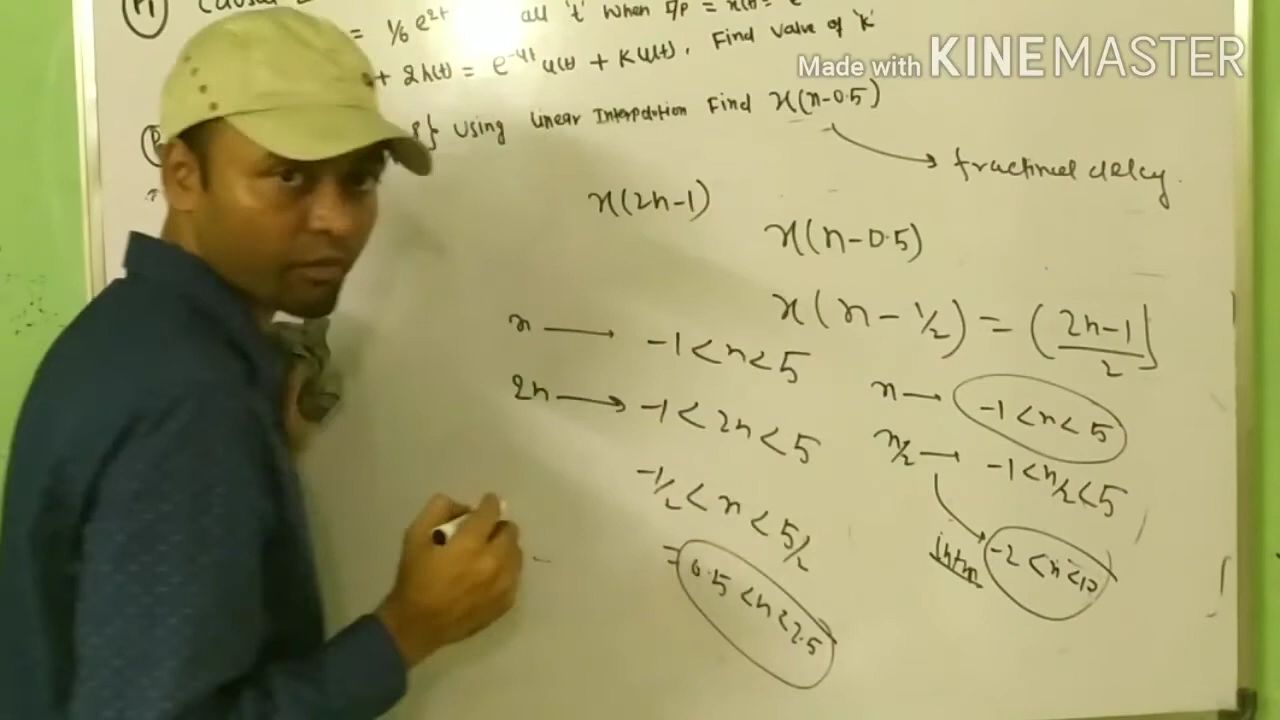 P1
= 1/6 e^2t all 't' when I/P = x(t) =
+ 2h(t) = e^-4t u(t) + K u(t), Find value of 'K'
Made with KINEMASTER
8} Using Linear Interpolation Find x(n-0.5)
fractional delay.
x(2n-1)
x(n-0.5)
x(n-1/2) = (2n-1/2)
n → -1<n<5
n → -1<n<5
2n → -1<2n<5
n/2 → -1<n/2<5
-1/2<n<5/2
-2<n<10
0.5<n<2.5